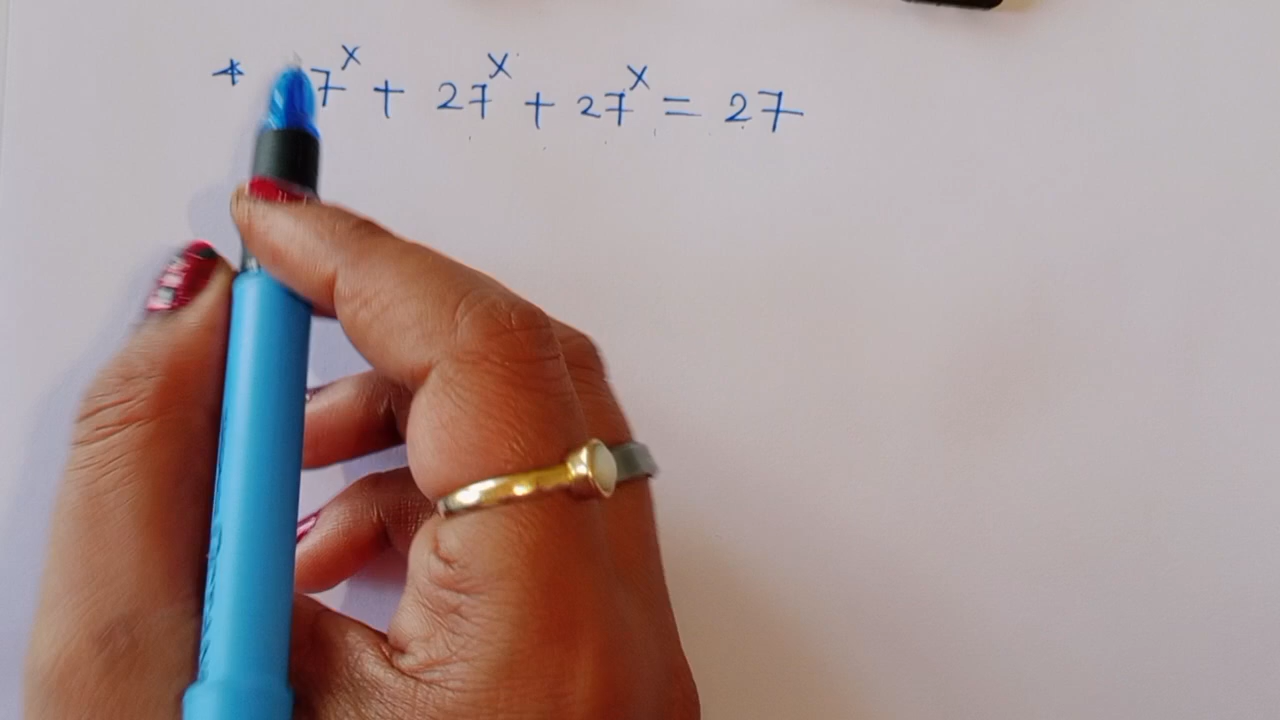 * 7^x + 27^x + 27^x = 27